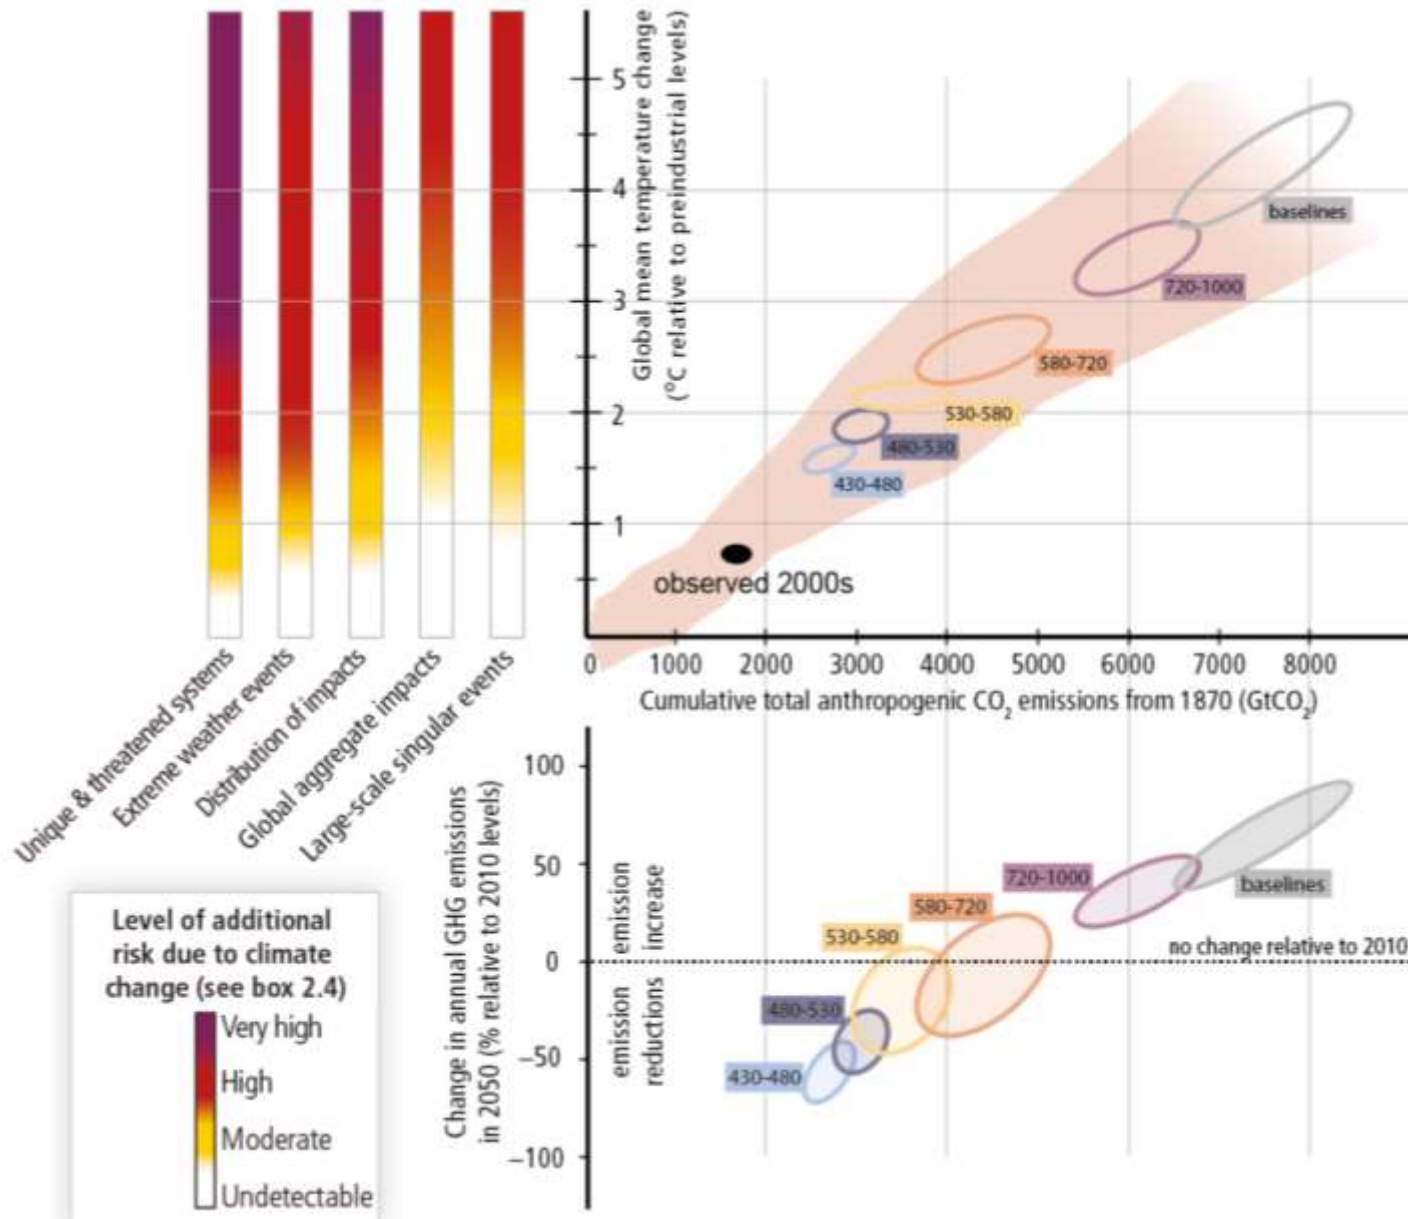 Global mean temperature change
(°C relative to preindustrial levels)
5
4
3
2
1
baselines
720-1000
580-720
530-580
480-530
430-480
observed 2000s
0 1000 2000 3000 4000 5000 6000 7000 8000
Cumulative total anthropogenic CO₂ emissions from 1870 (GtCO₂)
Unique & threatened systems
Extreme weather events
Distribution of impacts
Global aggregate impacts
Large-scale singular events
Level of additional
risk due to climate
change (see box 2.4)
Very high
High
Moderate
Undetectable
Change in annual GHG emissions
in 2050 (% relative to 2010 levels)
100
50
0
−50
−100
emission
increase
emission
reductions
720-1000
baselines
580-720
530-580
no change relative to 2010
480-530
430-480